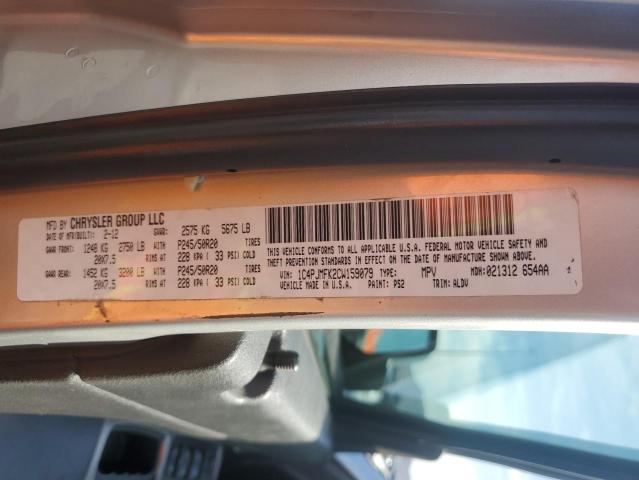 MFD BY CHRYSLER GROUP LLC
DATE OF MFR(BUILT): 2-12 GVWR: 2575 KG 5675 LB
GAWR FRONT: 1248 KG 2750 LB WITH P245/50R20 TIRES
20X7.5 RIMS AT 228 KPA ( 33 PSI) COLD
GAWR REAR: 1452 KG 3200 LB WITH P245/50R20 TIRES
20X7.5 RIMS AT 228 KPA ( 33 PSI) COLD
THIS VEHICLE CONFORMS TO ALL APPLICABLE U.S.A. FEDERAL MOTOR VEHICLE SAFETY AND
THEFT PREVENTION STANDARDS IN EFFECT ON THE DATE OF MANUFACTURE SHOWN ABOVE.
VIN: 1C4PJMFK2CW159079 TYPE: MPV MDH: 021312 654AA
VEHICLE MADE IN U.S.A. PAINT: PS2 TRIM: ALDV